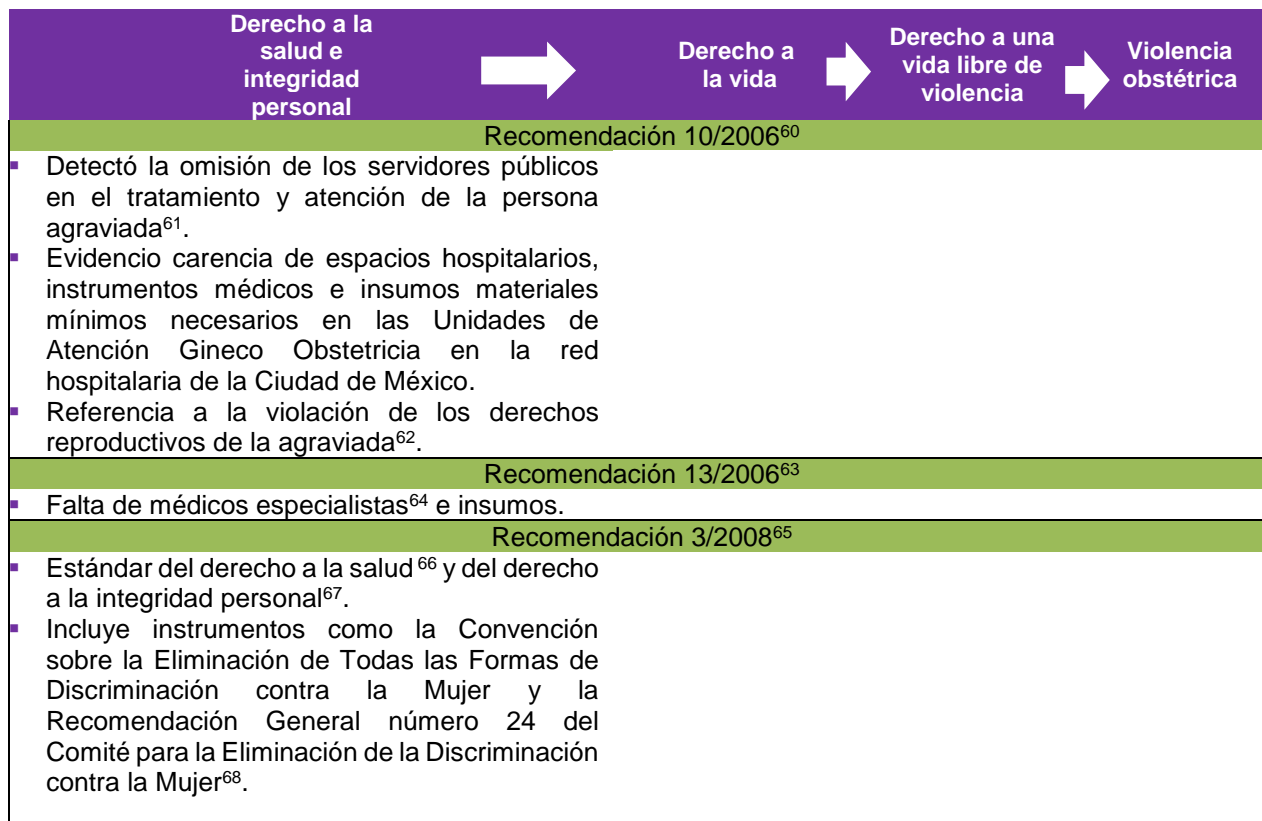 Derecho a la
salud e
integridad
personal
Derecho a
la vida
Derecho a una
vida libre de
violencia
Violencia
obstétrica
Recomendación 10/2006⁶⁰
▪ Detectó la omisión de los servidores públicos
en el tratamiento y atención de la persona
agraviada⁶¹.
▪ Evidencio carencia de espacios hospitalarios,
instrumentos médicos e insumos materiales
mínimos necesarios en las Unidades de
Atención Gineco Obstetricia en la red
hospitalaria de la Ciudad de México.
▪ Referencia a la violación de los derechos
reproductivos de la agraviada⁶².
Recomendación 13/2006⁶³
▪ Falta de médicos especialistas⁶⁴ e insumos.
Recomendación 3/2008⁶⁵
▪ Estándar del derecho a la salud ⁶⁶ y del derecho
a la integridad personal⁶⁷.
▪ Incluye instrumentos como la Convención
sobre la Eliminación de Todas las Formas de
Discriminación contra la Mujer y la
Recomendación General número 24 del
Comité para la Eliminación de la Discriminación
contra la Mujer⁶⁸.